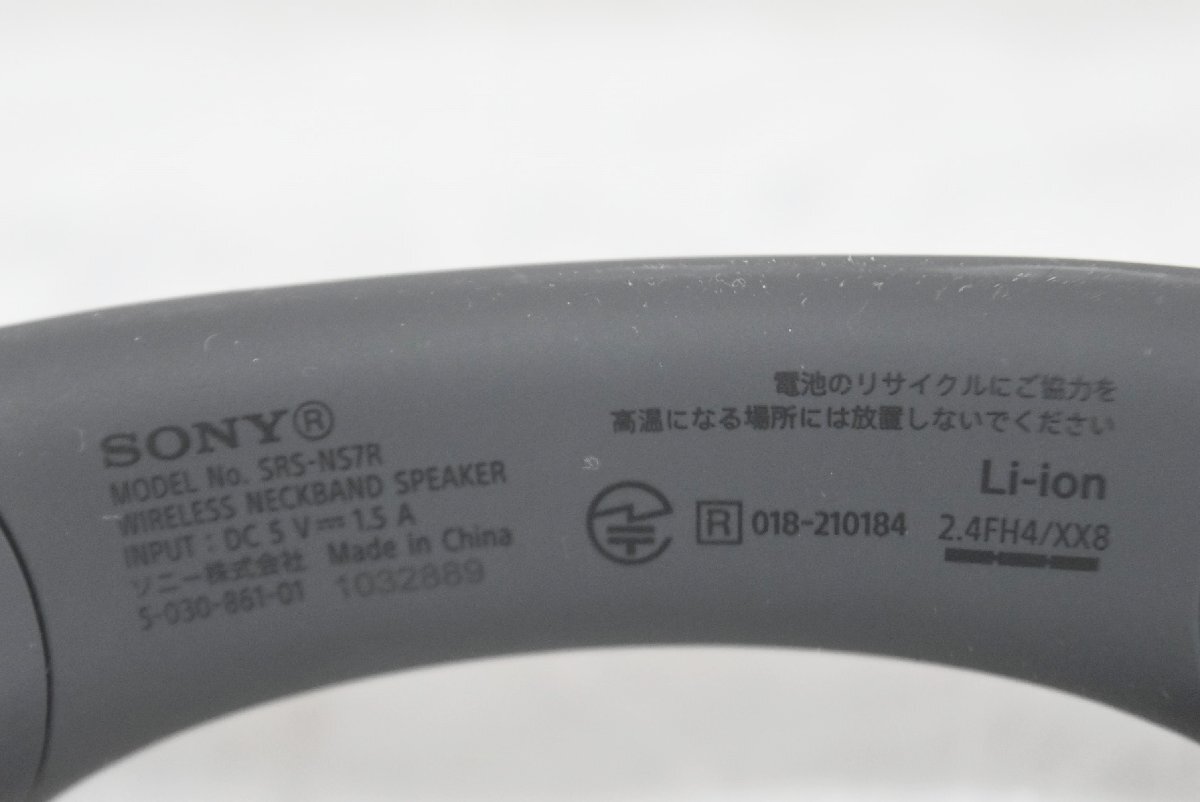 SONY®
MODEL No. SRS-NS7R
WIRELESS NECKBAND SPEAKER
INPUT : DC 5 V⎓ 1.5 A
ソニー株式会社 Made in China
5-030-861-01 1032889
電池のリサイクルにご協力を
高温になる場所には放置しないでください
Li-ion
R 018-210184 2.4FH4/XX8